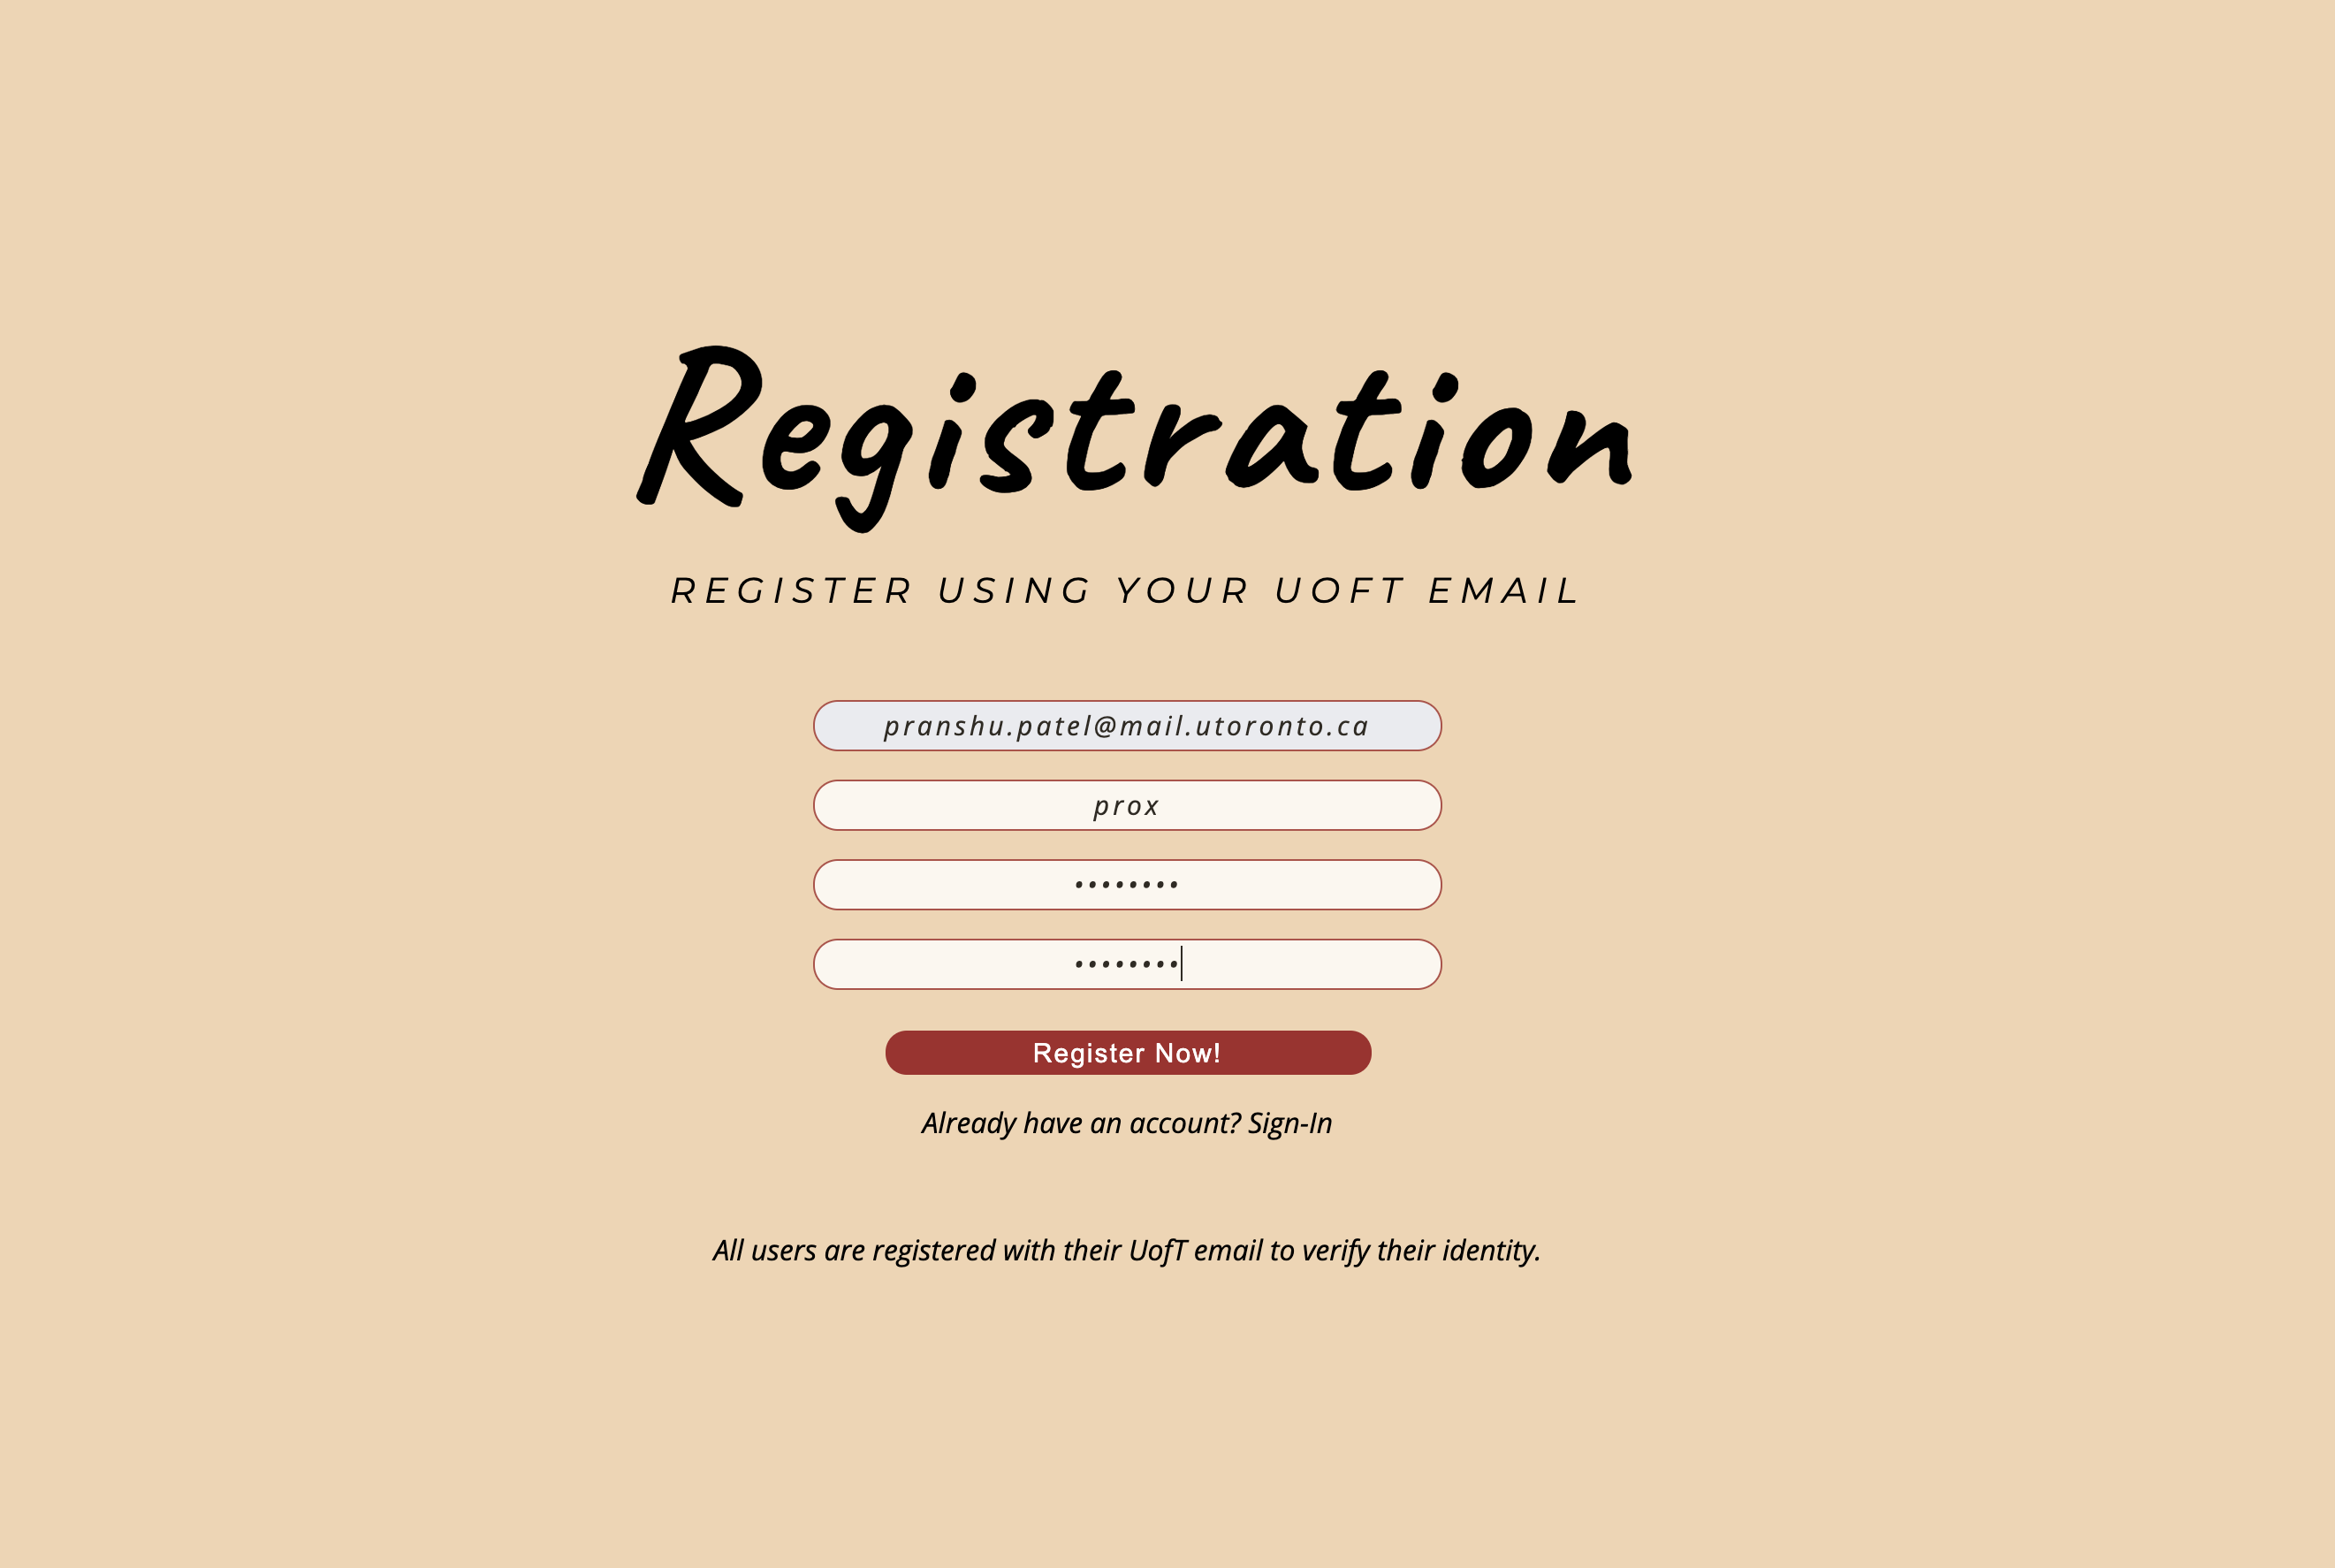 Registration
REGISTER USING YOUR UOFT EMAIL
pranshu.patel@mail.utoronto.ca
prox
••••••••
••••••••
Register Now!
Already have an account? Sign-In
All users are registered with their UofT email to verify their identity.